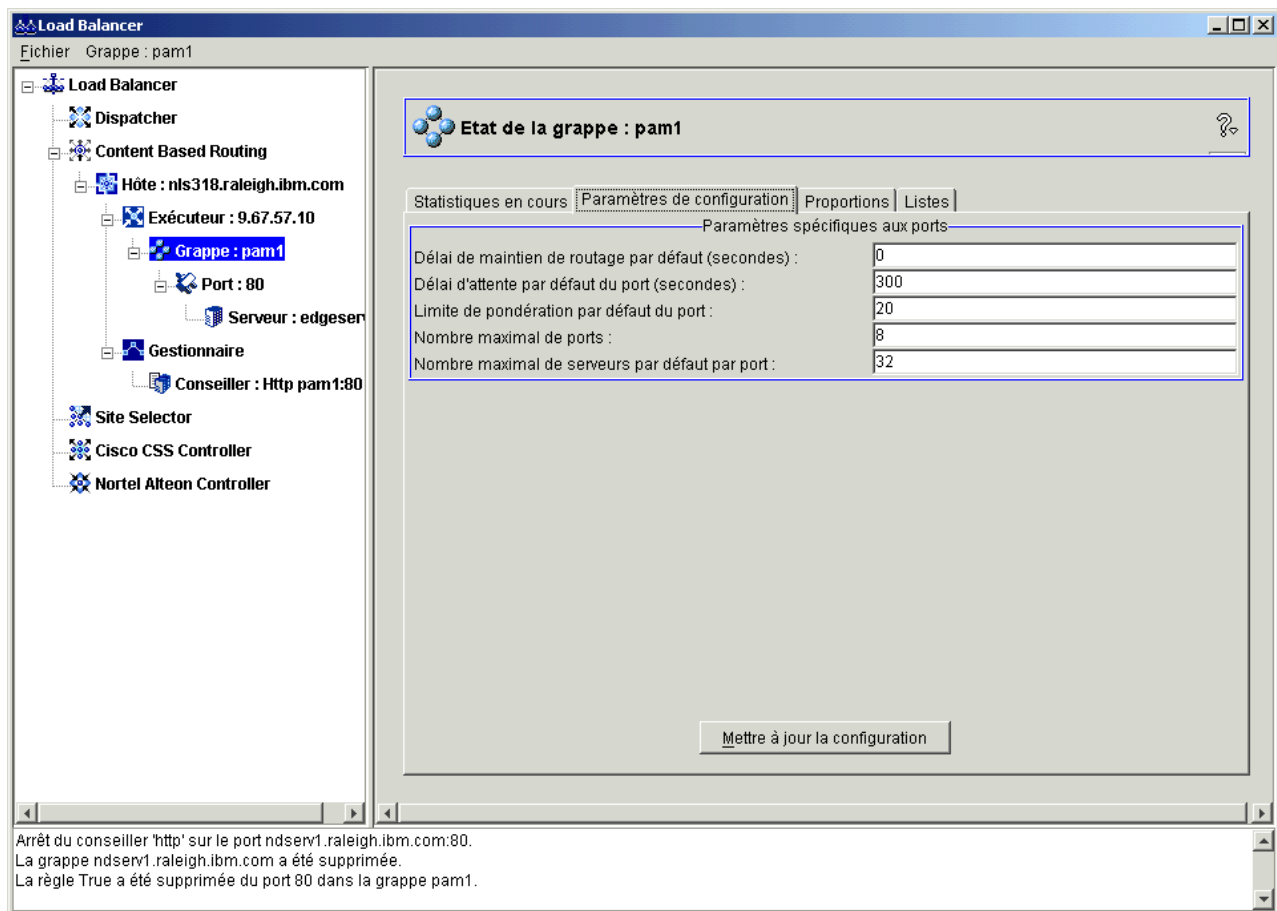 Load Balancer
Fichier Grappe : pam1
Load Balancer
Dispatcher
Content Based Routing
Hôte : nls318.raleigh.ibm.com
Exécuteur : 9.67.57.10
Grappe : pam1
Port : 80
Serveur : edgeserv
Gestionnaire
Conseiller : Http pam1:80
Site Selector
Cisco CSS Controller
Nortel Alteon Controller
Etat de la grappe : pam1
?
Statistiques en cours Paramètres de configuration Proportions Listes
Paramètres spécifiques aux ports
Délai de maintien de routage par défaut (secondes) : 0
Délai d'attente par défaut du port (secondes) : 300
Limite de pondération par défaut du port : 20
Nombre maximal de ports : 8
Nombre maximal de serveurs par défaut par port : 32
Mettre à jour la configuration
Arrêt du conseiller 'http' sur le port ndserv1.raleigh.ibm.com:80.
La grappe ndserv1.raleigh.ibm.com a été supprimée.
La règle True a été supprimée du port 80 dans la grappe pam1.